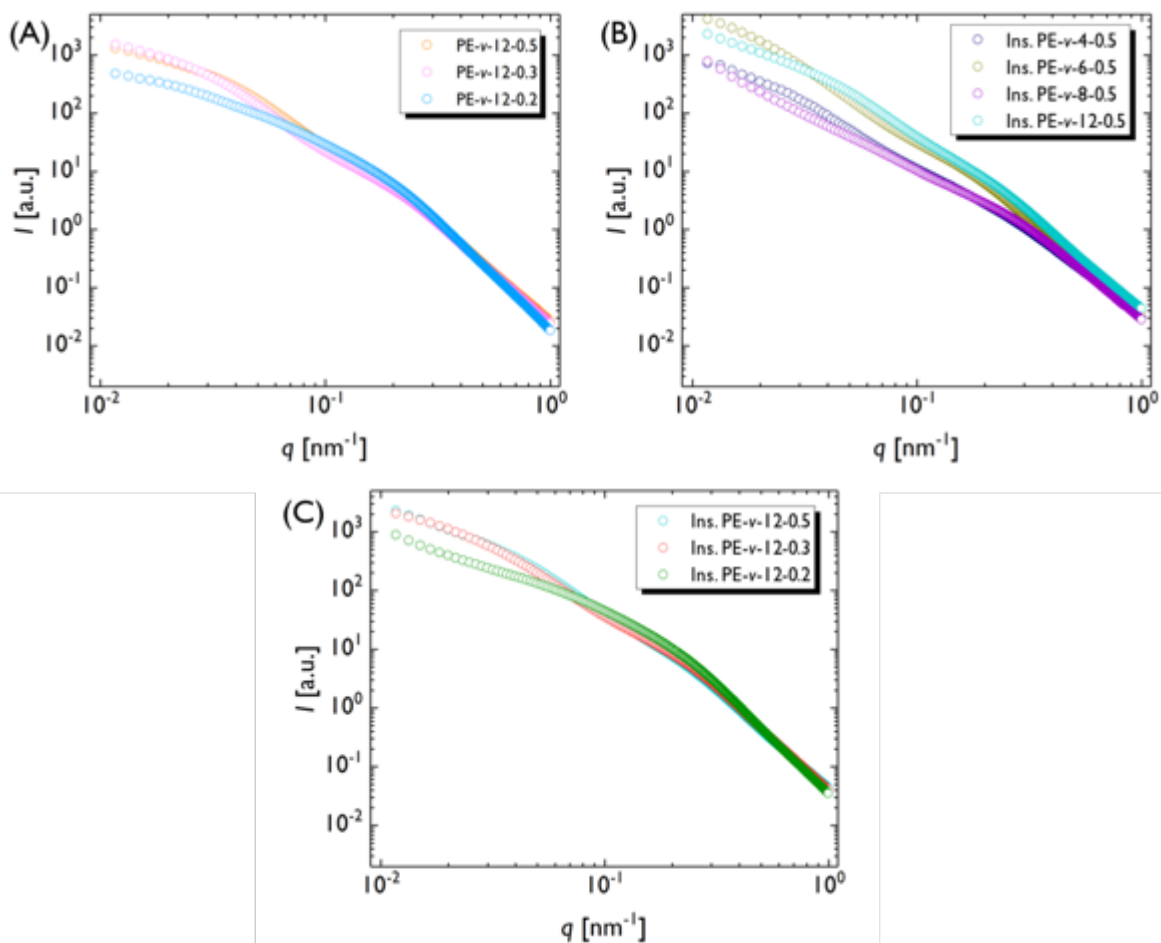 (A)
PE-v-12-0.5
PE-v-12-0.3
PE-v-12-0.2
10³
10²
10¹
10⁰
10⁻¹
10⁻²
I [a.u.]
10⁻² 10⁻¹ 10⁰
q [nm⁻¹]
(B)
Ins. PE-v-4-0.5
Ins. PE-v-6-0.5
Ins. PE-v-8-0.5
Ins. PE-v-12-0.5
10³
10²
10¹
10⁰
10⁻¹
10⁻²
I [a.u.]
10⁻² 10⁻¹ 10⁰
q [nm⁻¹]
(C)
Ins. PE-v-12-0.5
Ins. PE-v-12-0.3
Ins. PE-v-12-0.2
10³
10²
10¹
10⁰
10⁻¹
10⁻²
I [a.u.]
10⁻² 10⁻¹ 10⁰
q [nm⁻¹]